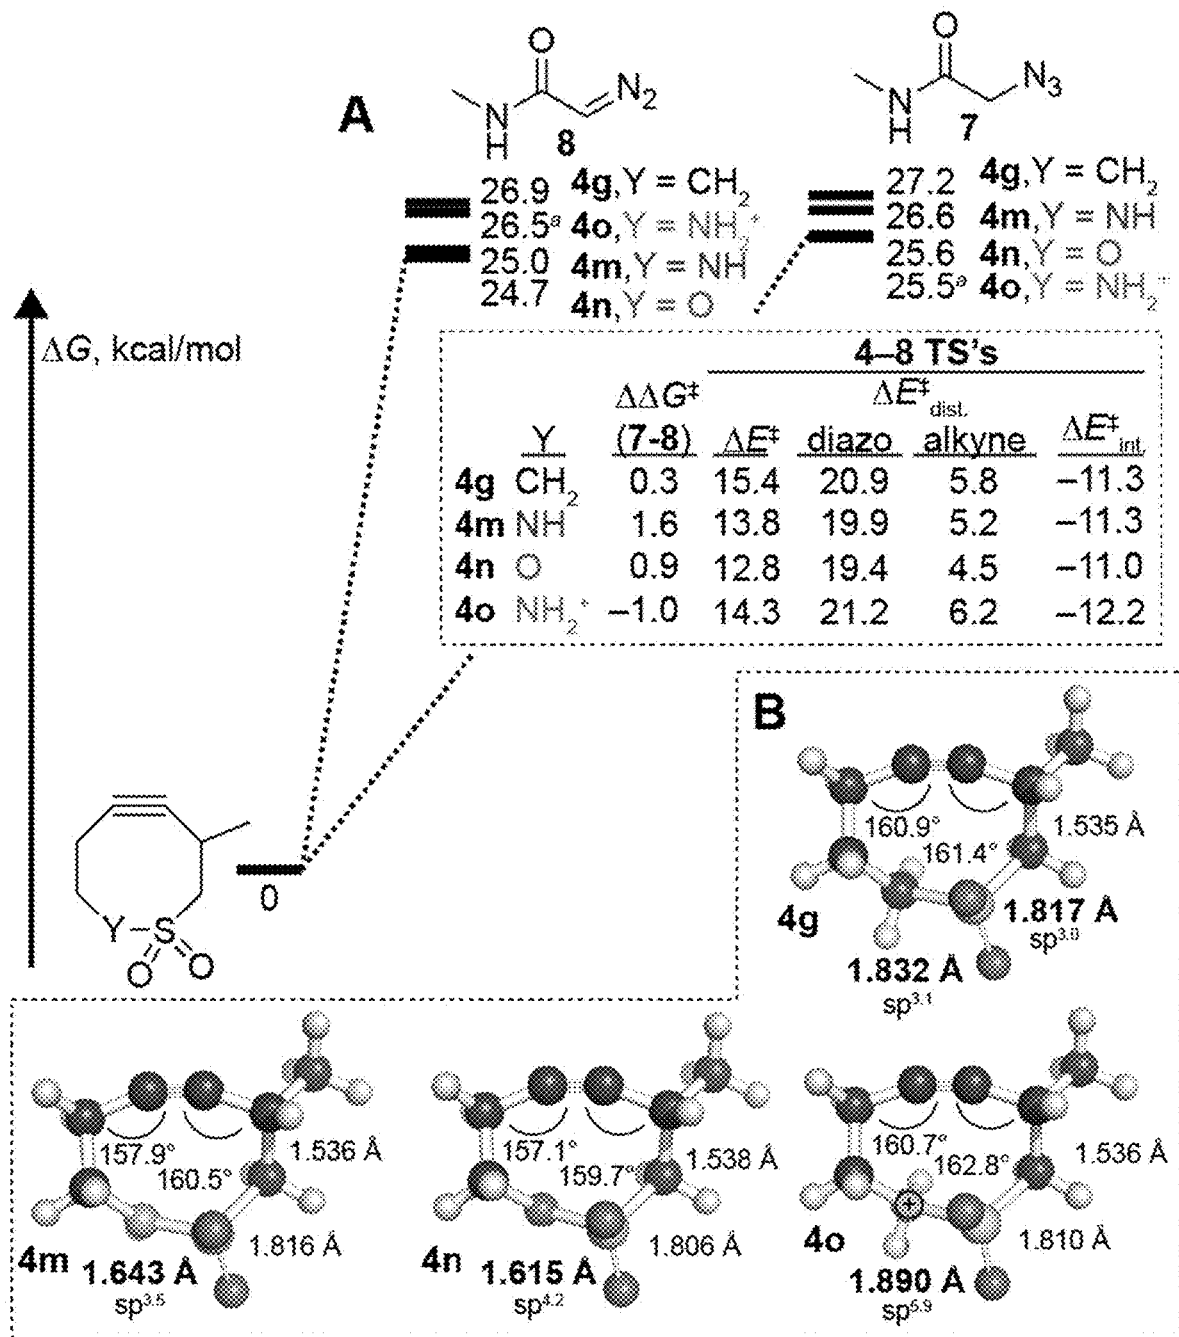 A
O
N
H
N₂
8
26.9 4g,Y = CH₂
26.5ᵃ 4o,Y = NH₂⁺
25.0 4m,Y = NH
24.7 4n,Y = O
O
N
H
N₃
7
27.2 4g,Y = CH₂
26.6 4m,Y = NH
25.6 4n,Y = O
25.5ᵃ 4o,Y = NH₂⁺
ΔG, kcal/mol
4–8 TS's
ΔΔG‡ ΔE‡dist.
Y (7-8) ΔE‡ diazo alkyne ΔE‡int.
4g CH₂ 0.3 15.4 20.9 5.8 –11.3
4m NH 1.6 13.8 19.9 5.2 –11.3
4n O 0.9 12.8 19.4 4.5 –11.0
4o NH₂⁺ –1.0 14.3 21.2 6.2 –12.2
Y S
O O
0
B
160.9°
161.4°
1.535 Å
4g
1.817 Å
sp³·⁰
1.832 Å
sp³·¹
157.9°
160.5°
1.536 Å
1.816 Å
4m 1.643 Å
sp³·⁵
157.1°
159.7°
1.538 Å
1.806 Å
4n 1.615 Å
sp⁴·²
160.7°
162.8°
1.536 Å
+
4o
1.810 Å
1.890 Å
sp⁵·⁹